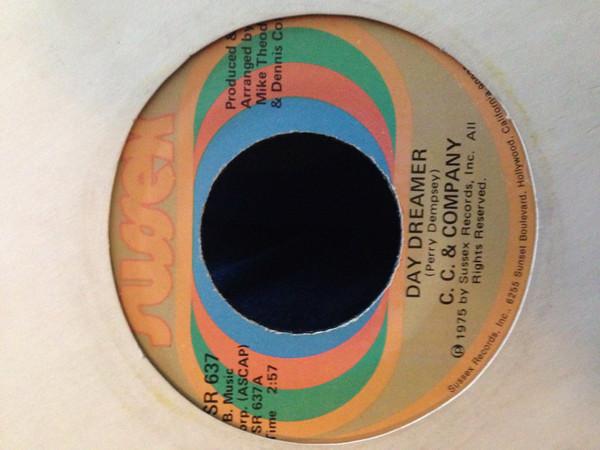 sussex
SR 637
B. Music
(ASCAP)
SR 637A
Time 2:57
Produced &
Arranged by
Mike Theod
& Dennis Co
DAY DREAMER
(Perry Dempsey)
C. C. & COMPANY
℗ 1975 by Sussex Records, Inc. All
Rights Reserved.
Sussex Records, Inc., 6255 Sunset Boulevard, Hollywood, California